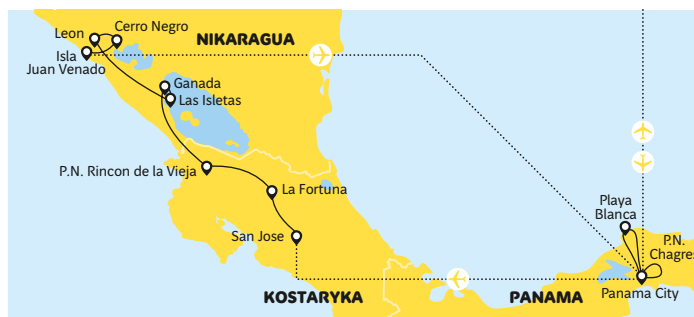 Leon
Cerro Negro
Isla
Juan Venado
NIKARAGUA
Ganada
Las Isletas
P.N. Rincon de la Vieja
La Fortuna
San Jose
KOSTARYKA
PANAMA
Playa
Blanca
P.N.
Chagres
Panama City